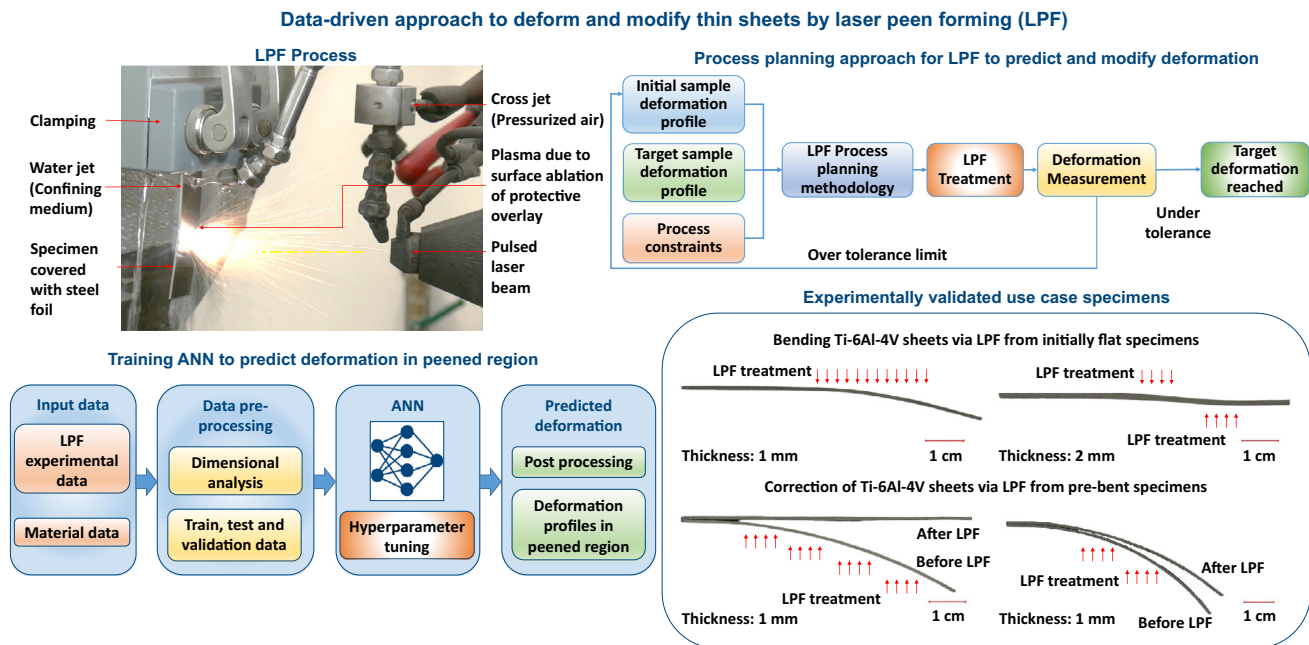 Data-driven approach to deform and modify thin sheets by laser peen forming (LPF)
LPF Process
Clamping
Water jet
(Confining
medium)
Specimen
covered
with steel
foil
Cross jet
(Pressurized air)
Plasma due to
surface ablation
of protective
overlay
Pulsed
laser
beam
Process planning approach for LPF to predict and modify deformation
Initial sample
deformation
profile
Target sample
deformation
profile
Process
constraints
LPF Process
planning
methodology
LPF
Treatment
Deformation
Measurement
Target
deformation
reached
Under
tolerance
Over tolerance limit
Training ANN to predict deformation in peened region
Input data
LPF
experimental
data
Material data
Data pre-
processing
Dimensional
analysis
Train, test and
validation data
ANN
Hyperparameter
tuning
Predicted
deformation
Post processing
Deformation
profiles in
peened region
Experimentally validated use case specimens
Bending Ti-6Al-4V sheets via LPF from initially flat specimens
LPF treatment
Thickness: 1 mm
1 cm
LPF treatment
LPF treatment
Thickness: 2 mm
1 cm
Correction of Ti-6Al-4V sheets via LPF from pre-bent specimens
After LPF
Before LPF
LPF treatment
Thickness: 1 mm
1 cm
LPF treatment
After LPF
Thickness: 1 mm
Before LPF
1 cm